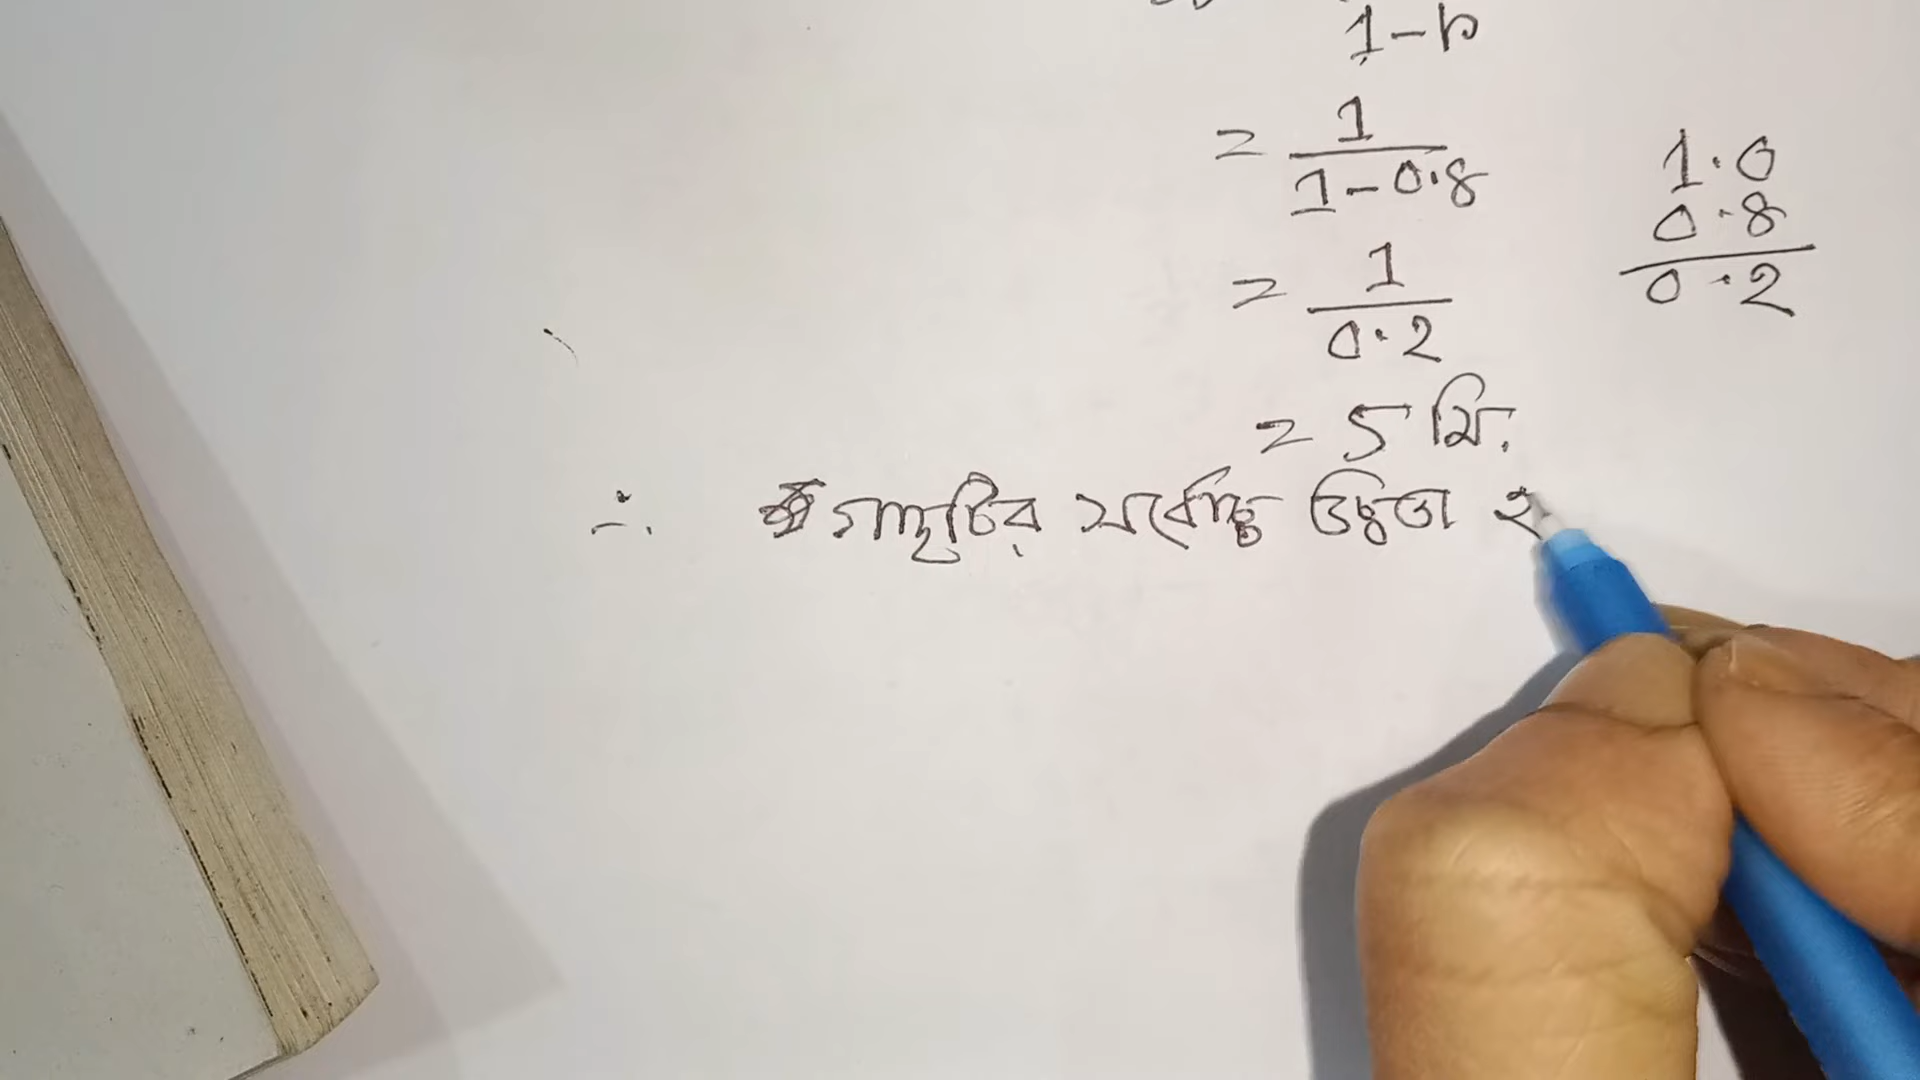 1-r
= 1
1-0.8
1.0
0.8
0.2
= 1
0.2
= 5 মি.
∴ গাছটির সর্বোচ্চ উচ্চতা